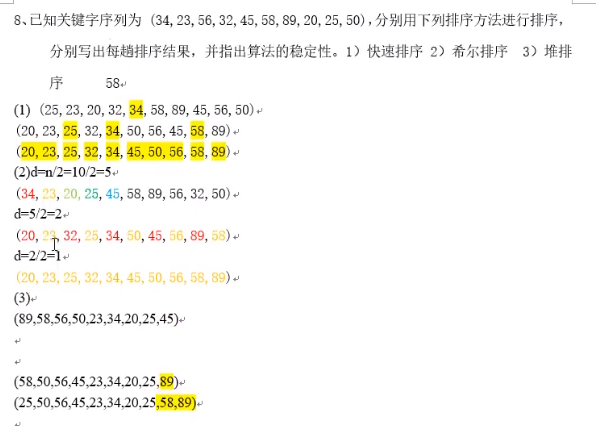 8、已知关键字序列为 (34,23,56,32,45,58,89,20,25,50),分别用下列排序方法进行排序，
分别写出每趟排序结果，并指出算法的稳定性。1）快速排序 2）希尔排序 3）堆排
序 58
(1) (25,23,20,32,34,58,89,45,56,50)
(20,23,25,32,34,50,56,45,58,89)
(20,23,25,32,34,45,50,56,58,89)
(2)d=n/2=10/2=5
(34,23,20,25,45,58,89,56,32,50)
d=5/2=2
(20,23,32,25,34,50,45,56,89,58)
d=2/2=1
(20,23,25,32,34,45,50,56,58,89)
(3)
(89,58,56,50,23,34,20,25,45)
(58,50,56,45,23,34,20,25,89)
(25,50,56,45,23,34,20,25,58,89)